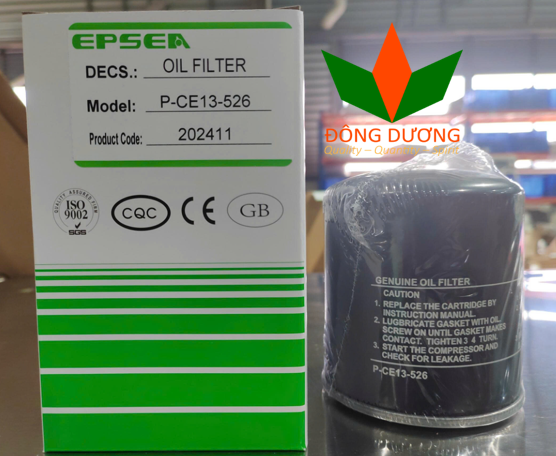 EPSEA
DECS.: OIL FILTER
Model: P-CE13-526
Product Code: 202411
QUALITY ASSURED FIRM
ISO
9002
SGS
CQC
CE
GB
ĐÔNG DƯƠNG
GENUINE OIL FILTER
CAUTION
1. REPLACE THE CARTRIDGE BY
INSTRUCTION MANUAL.
2. LUGBRICATE GASKET WITH OIL.
SCREW ON UNTIL GASKET MAKES
CONTACT. TIGHTEN 3 4 TURN.
3. START THE COMPRESSOR AND
CHECK FOR LEAKAGE.
P-CE13-526